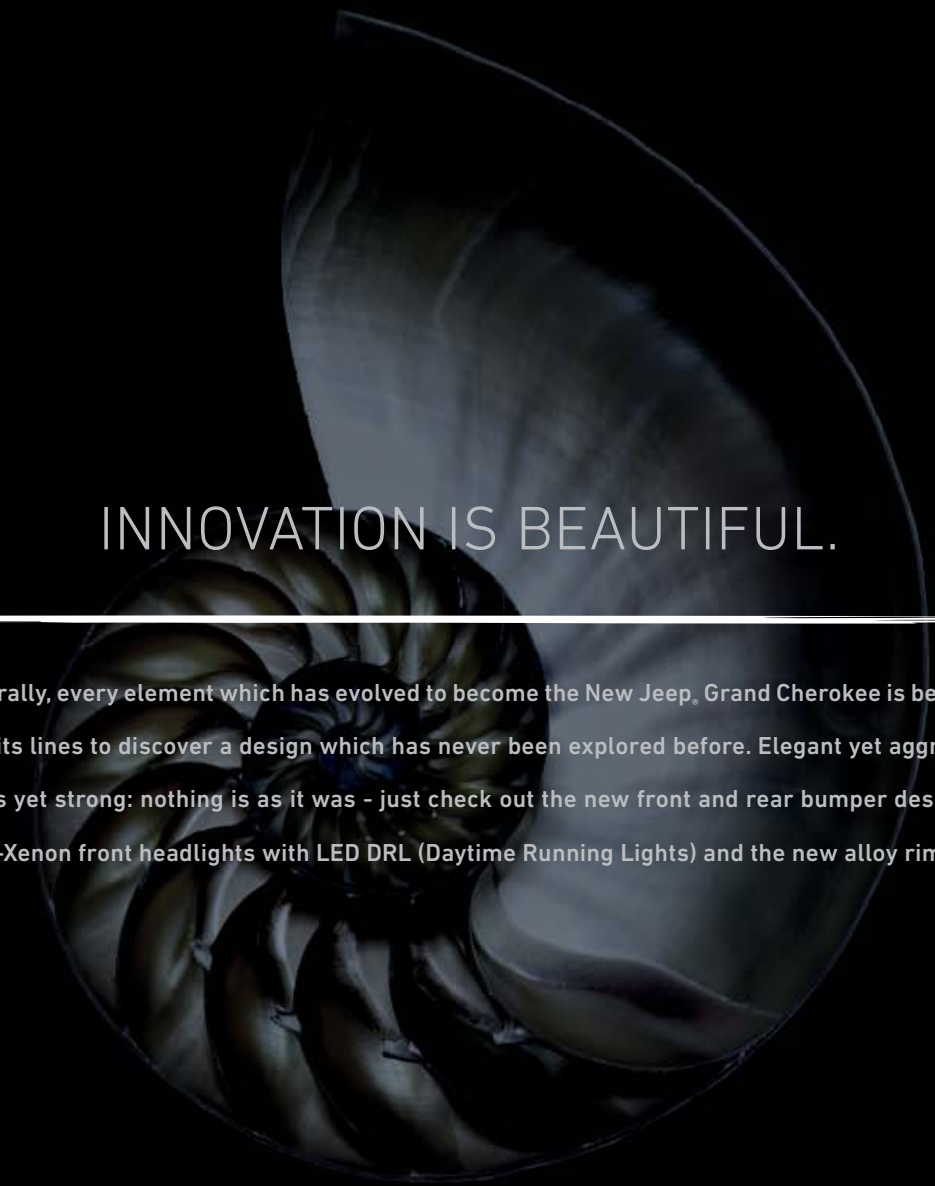 INNOVATION IS BEAUTIFUL.
rally, every element which has evolved to become the New Jeep® Grand Cherokee is be
its lines to discover a design which has never been explored before. Elegant yet aggr
s yet strong: nothing is as it was - just check out the new front and rear bumper des
-Xenon front headlights with LED DRL (Daytime Running Lights) and the new alloy rim